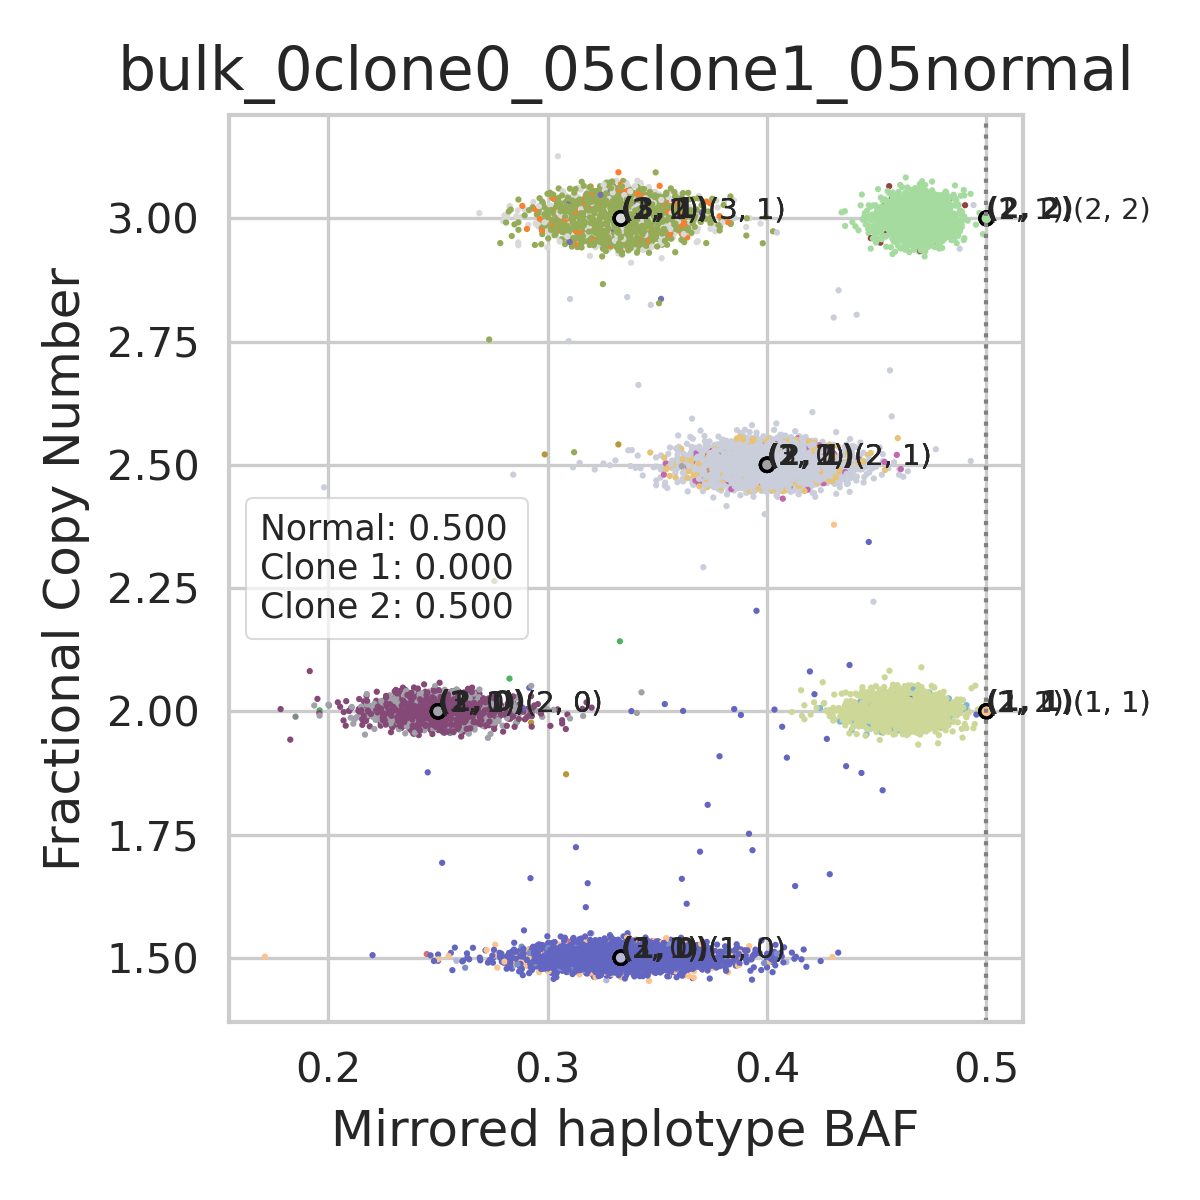 bulk_0clone0_05clone1_05normal
Fractional Copy Number
3.00
2.75
2.50
2.25
2.00
1.75
1.50
(3, 1)
(2, 2)
(2, 1)
Normal: 0.500
Clone 1: 0.000
Clone 2: 0.500
(2, 0)
(1, 1)
(1, 0)
0.2
0.3
0.4
0.5
Mirrored haplotype BAF